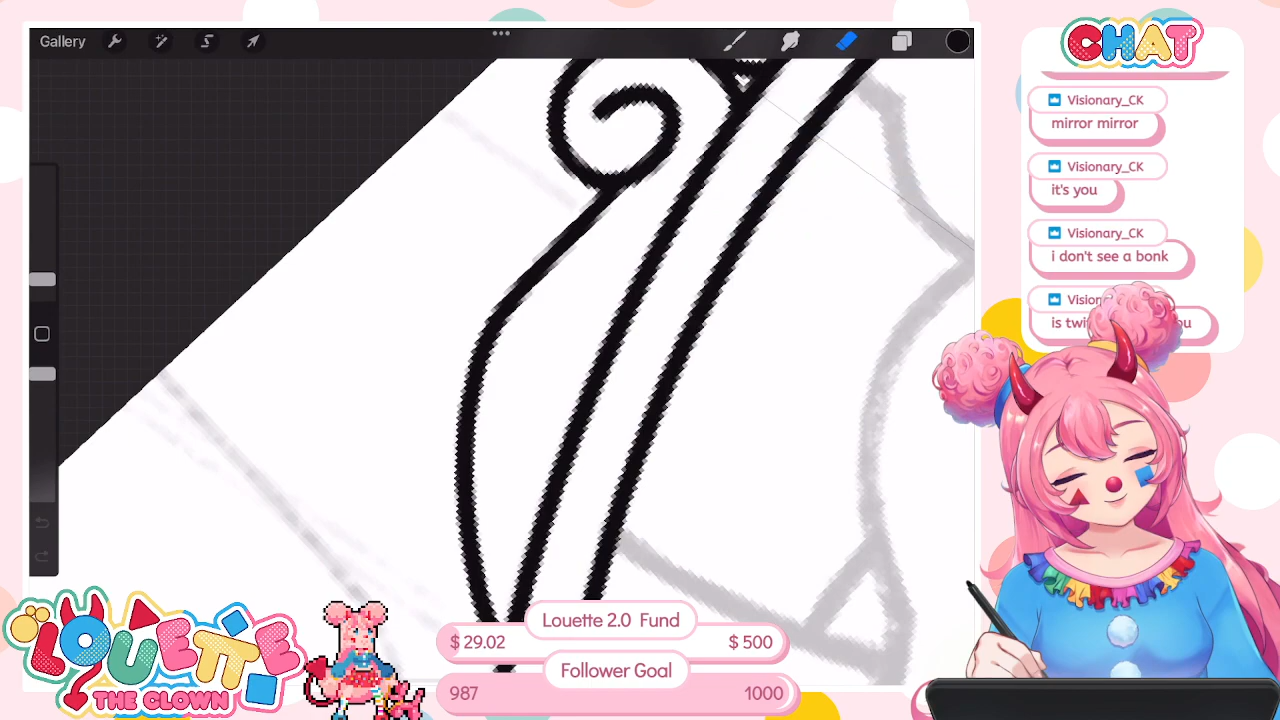 Gallery
CHAT
Visionary_CK
mirror mirror
Visionary_CK
it's you
Visionary_CK
i don't see a bonk
Vision
is twi
LOUETTE
THE CLOWN
Louette 2.0 Fund
$ 29.02
$ 500
Follower Goal
987
1000